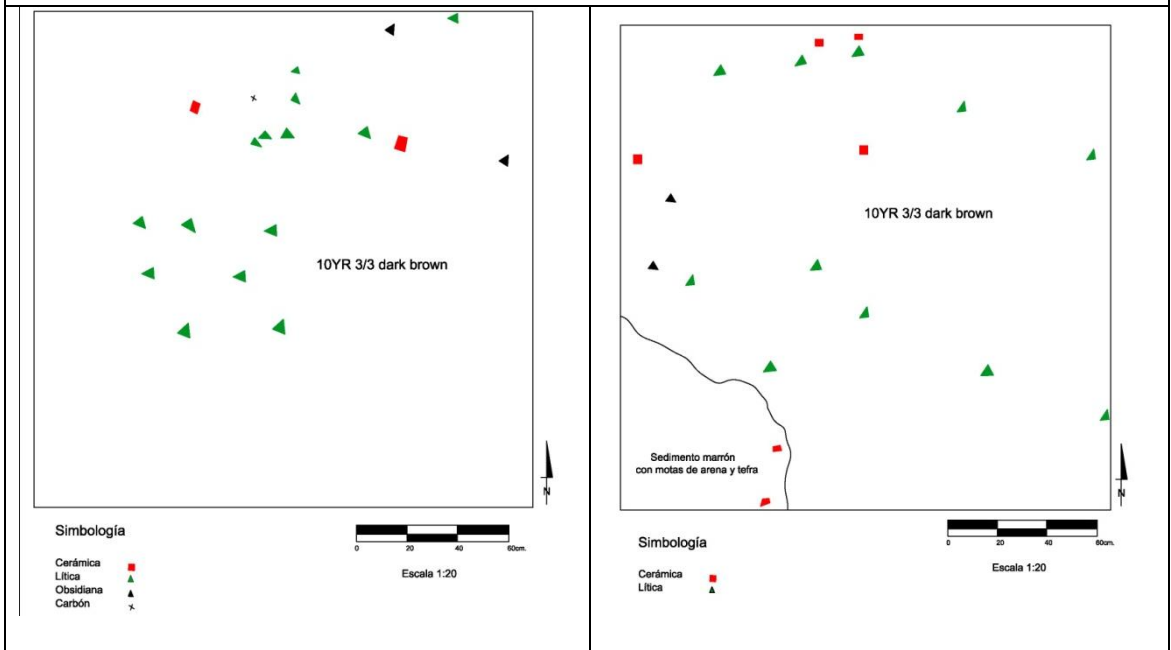 10YR 3/3 dark brown
N
Simbología
Cerámica
Lítica
Obsidiana
Carbón
0 20 40 60cm.
Escala 1:20
10YR 3/3 dark brown
Sedimento marrón
con motas de arena y tefra
N
Simbología
Cerámica
Lítica
0 20 40 60cm.
Escala 1:20